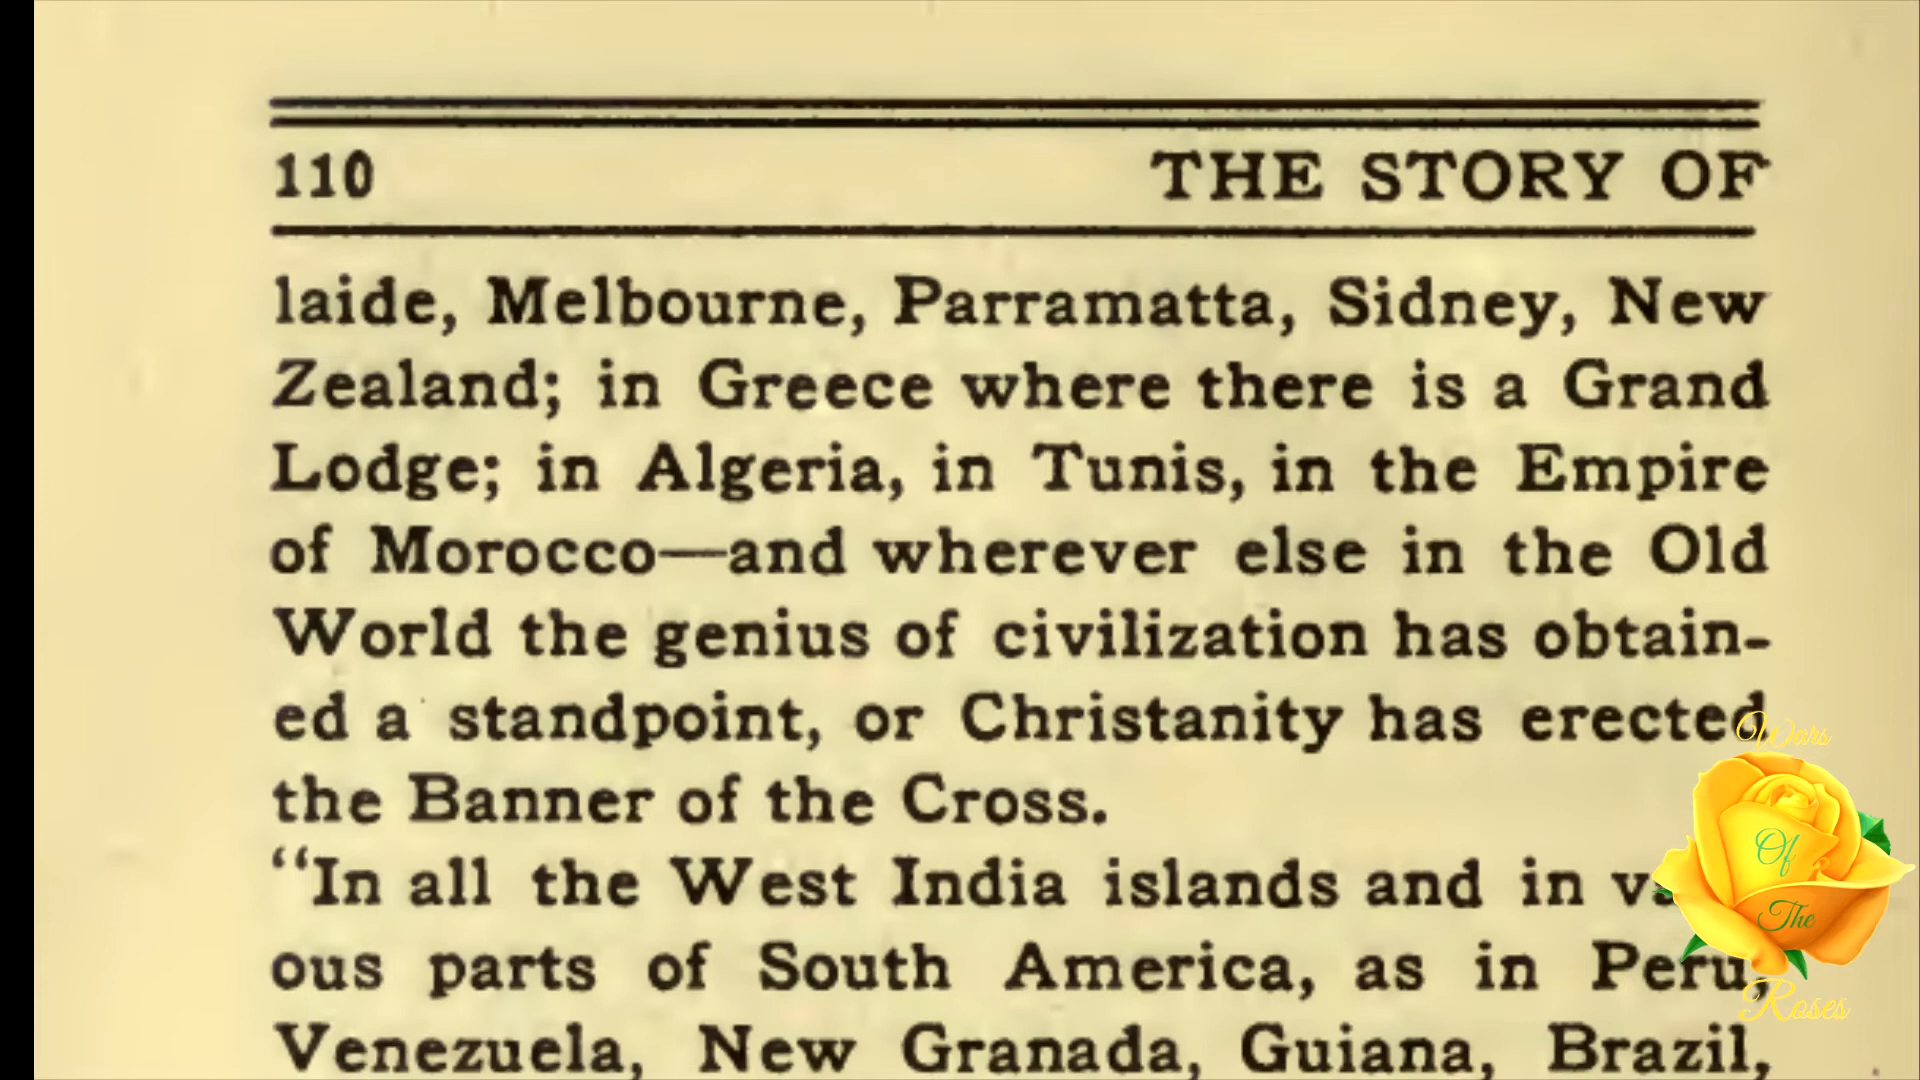 110 THE STORY OF
laide, Melbourne, Parramatta, Sidney, New
Zealand; in Greece where there is a Grand
Lodge; in Algeria, in Tunis, in the Empire
of Morocco—and wherever else in the Old
World the genius of civilization has obtain-
ed a standpoint, or Christanity has erected
the Banner of the Cross.
“In all the West India islands and in
ous parts of South America, as in Peru,
Venezuela, New Granada, Guiana, Brazil,
Wars
Of
The
Roses